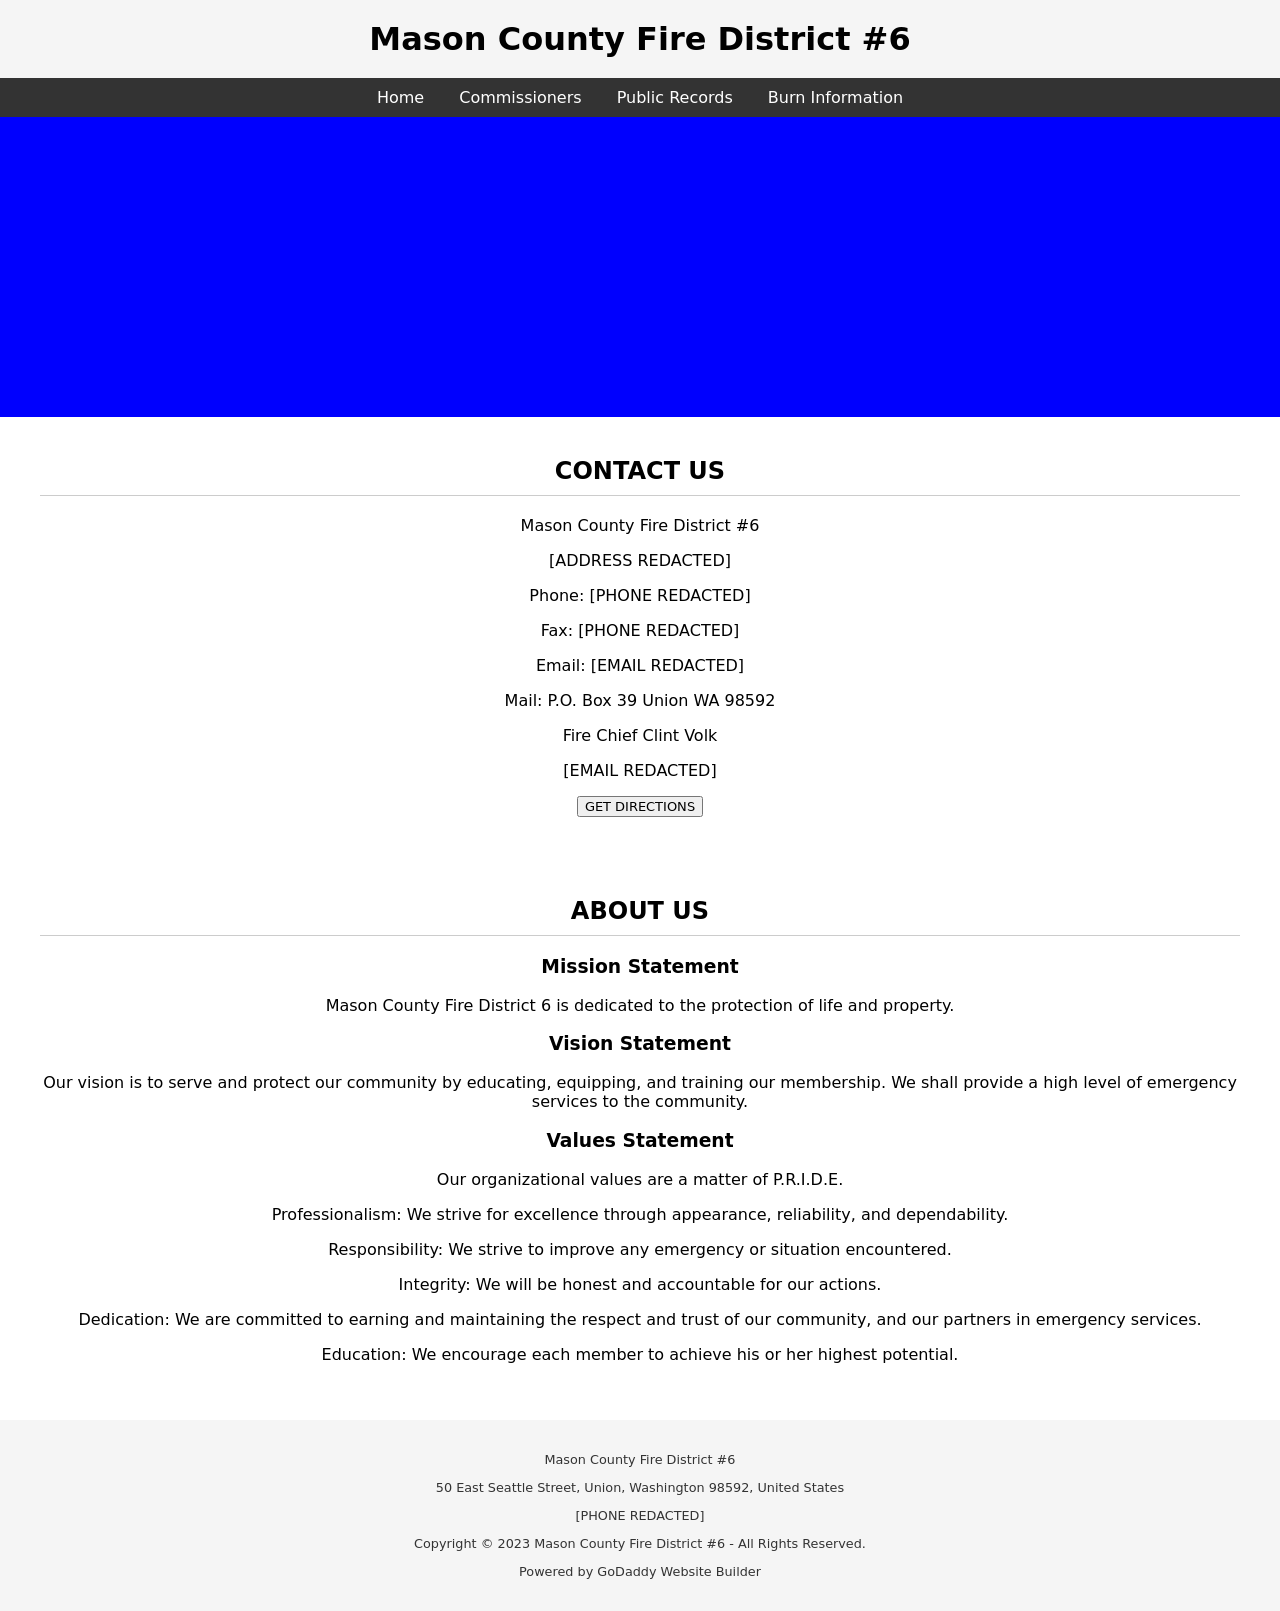 Mason County Fire District #6
Home Commissioners Public Records Burn Information
CONTACT US
Mason County Fire District #6
[ADDRESS REDACTED]
Phone: [PHONE REDACTED]
Fax: [PHONE REDACTED]
Email: [EMAIL REDACTED]
Mail: P.O. Box 39 Union WA 98592
Fire Chief Clint Volk
[EMAIL REDACTED]
GET DIRECTIONS
ABOUT US
Mission Statement
Mason County Fire District 6 is dedicated to the protection of life and property.
Vision Statement
Our vision is to serve and protect our community by educating, equipping, and training our membership. We shall provide a high level of emergency
services to the community.
Values Statement
Our organizational values are a matter of P.R.I.D.E.
Professionalism: We strive for excellence through appearance, reliability, and dependability.
Responsibility: We strive to improve any emergency or situation encountered.
Integrity: We will be honest and accountable for our actions.
Dedication: We are committed to earning and maintaining the respect and trust of our community, and our partners in emergency services.
Education: We encourage each member to achieve his or her highest potential.
Mason County Fire District #6
50 East Seattle Street, Union, Washington 98592, United States
[PHONE REDACTED]
Copyright © 2023 Mason County Fire District #6 - All Rights Reserved.
Powered by GoDaddy Website Builder